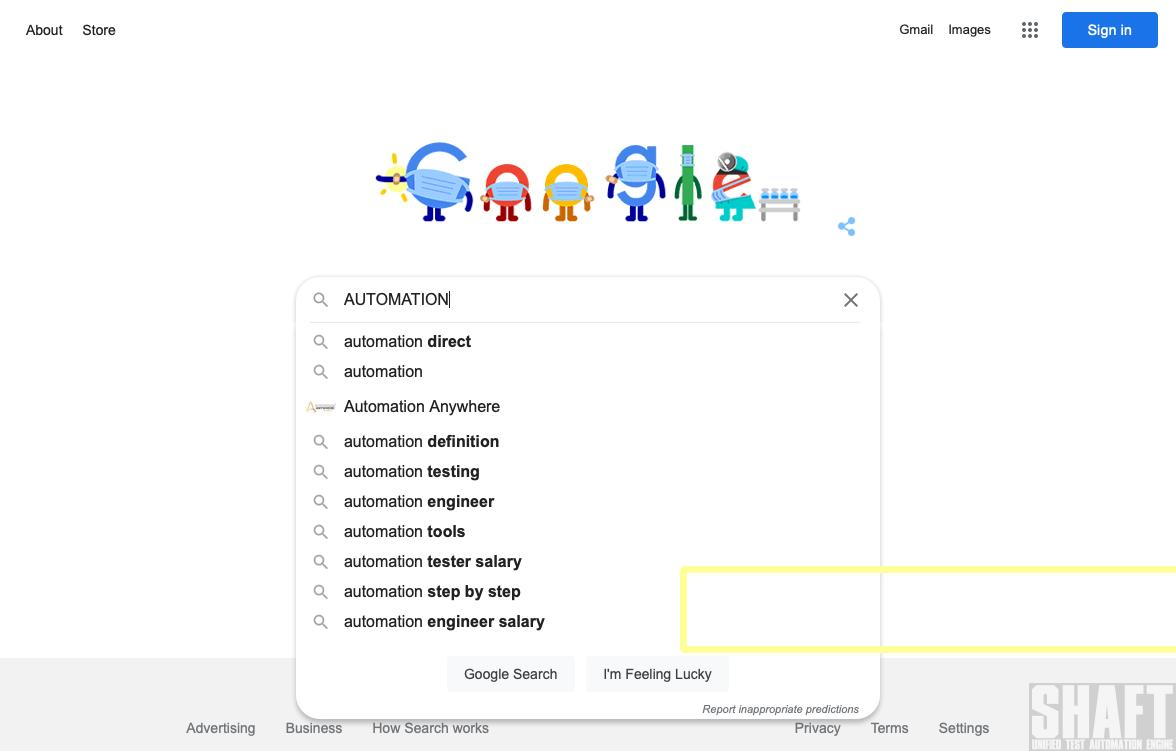 About Store
Gmail Images Sign in
Google
AUTOMATION
automation direct
automation
Automation Anywhere
automation definition
automation testing
automation engineer
automation tools
automation tester salary
automation step by step
automation engineer salary
Google Search I'm Feeling Lucky
Report inappropriate predictions
Advertising Business How Search works Privacy Terms Settings
SHAFT
UNIFIED TEST AUTOMATION ENGINE